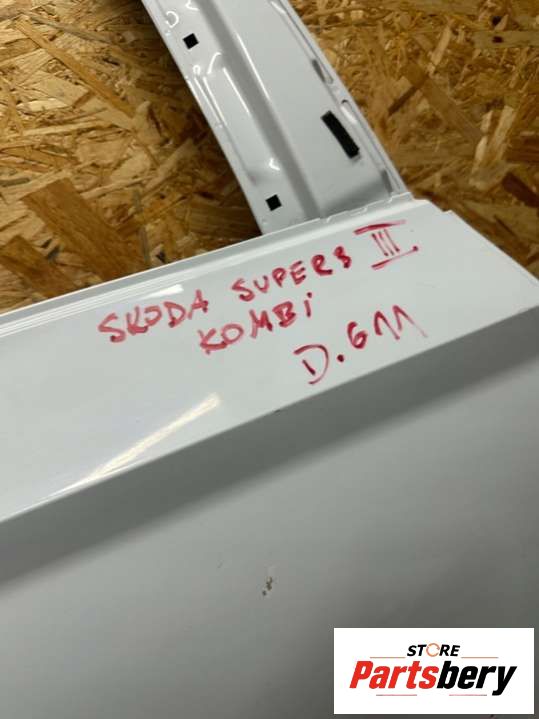 SKODA SUPERB III
KOMBI
D.611
STORE
Partsbery